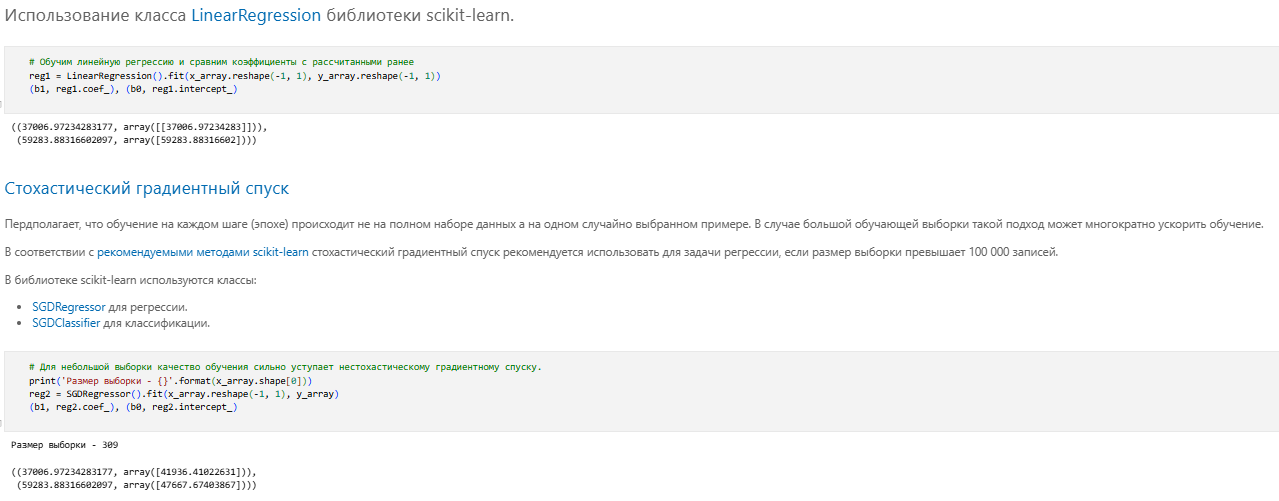 Использование класса LinearRegression библиотеки scikit-learn.
# Обучим линейную регрессию и сравним коэффициенты с рассчитанными ранее
reg1 = LinearRegression().fit(x_array.reshape(-1, 1), y_array.reshape(-1, 1))
(b1, reg1.coef_), (b0, reg1.intercept_)
((37006.97234283177, array([[37006.97234283]])),
(59283.88316602097, array([59283.88316602])))
Стохастический градиентный спуск
Пердполагает, что обучение на каждом шаге (эпохе) происходит не на полном наборе данных а на одном случайно выбранном примере. В случае большой обучающей выборки такой подход может многократно ускорить обучение.
В соответствии с рекомендуемыми методами scikit-learn стохастический градиентный спуск рекомендуется использовать для задачи регрессии, если размер выборки превышает 100 000 записей.
В библиотеке scikit-learn используются классы:
• SGDRegressor для регрессии.
• SGDClassifier для классификации.
# Для небольшой выборки качество обучения сильно уступает нестохастическому градиентному спуску.
print('Размер выборки - {}'.format(x_array.shape[0]))
reg2 = SGDRegressor().fit(x_array.reshape(-1, 1), y_array)
(b1, reg2.coef_), (b0, reg2.intercept_)
Размер выборки - 309
((37006.97234283177, array([41936.41022631])),
(59283.88316602097, array([47667.67403867])))